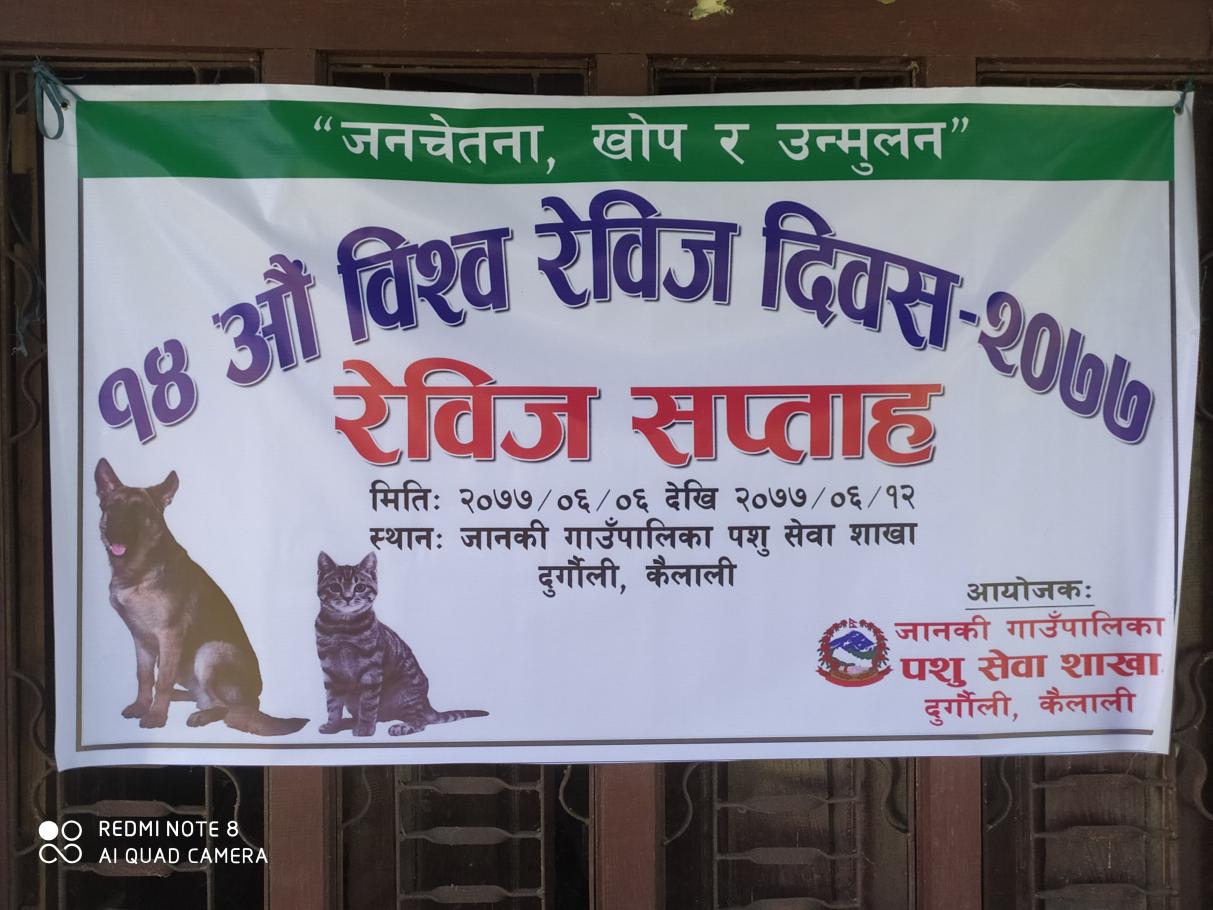 “जनचेतना, खोप र उन्मुलन”
१४ औं विश्व रेविज दिवस-२०७७
रेविज सप्ताह
मितिः २०७७/०६/०६ देखि २०७७/०६/१२
स्थानः जानकी गाउँपालिका पशु सेवा शाखा
दुर्गौली, कैलाली
आयोजकः
जानकी गाउँपालिका
पशु सेवा शाखा
दुर्गौली, कैलाली
REDMI NOTE 8
AI QUAD CAMERA